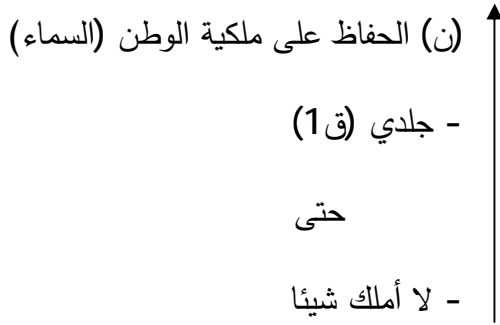 (ن) الحفاظ على ملكية الوطن (السماء)
- جلدي (ق1)
حتى
- لا أملك شيئا